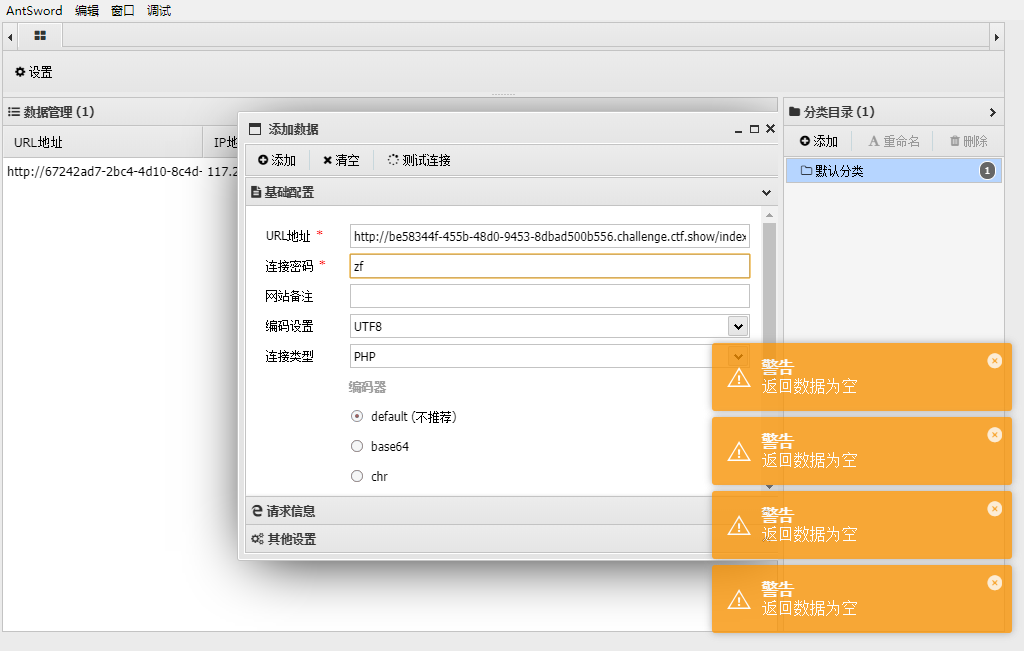 AntSword 编辑 窗口 调试
设置
数据管理 (1)
URL地址 IP地
http://67242ad7-2bc4-4d10-8c4d- 117.2
添加数据
添加 清空 测试连接
基础配置
URL地址 *
http://be58344f-455b-48d0-9453-8dbad500b556.challenge.ctf.show/index
连接密码 *
zf
网站备注
编码设置
UTF8
连接类型
PHP
编码器
default (不推荐)
base64
chr
请求信息
其他设置
分类目录 (1)
添加 重命名 删除
默认分类 1
警告
返回数据为空
警告
返回数据为空
警告
返回数据为空
警告
返回数据为空